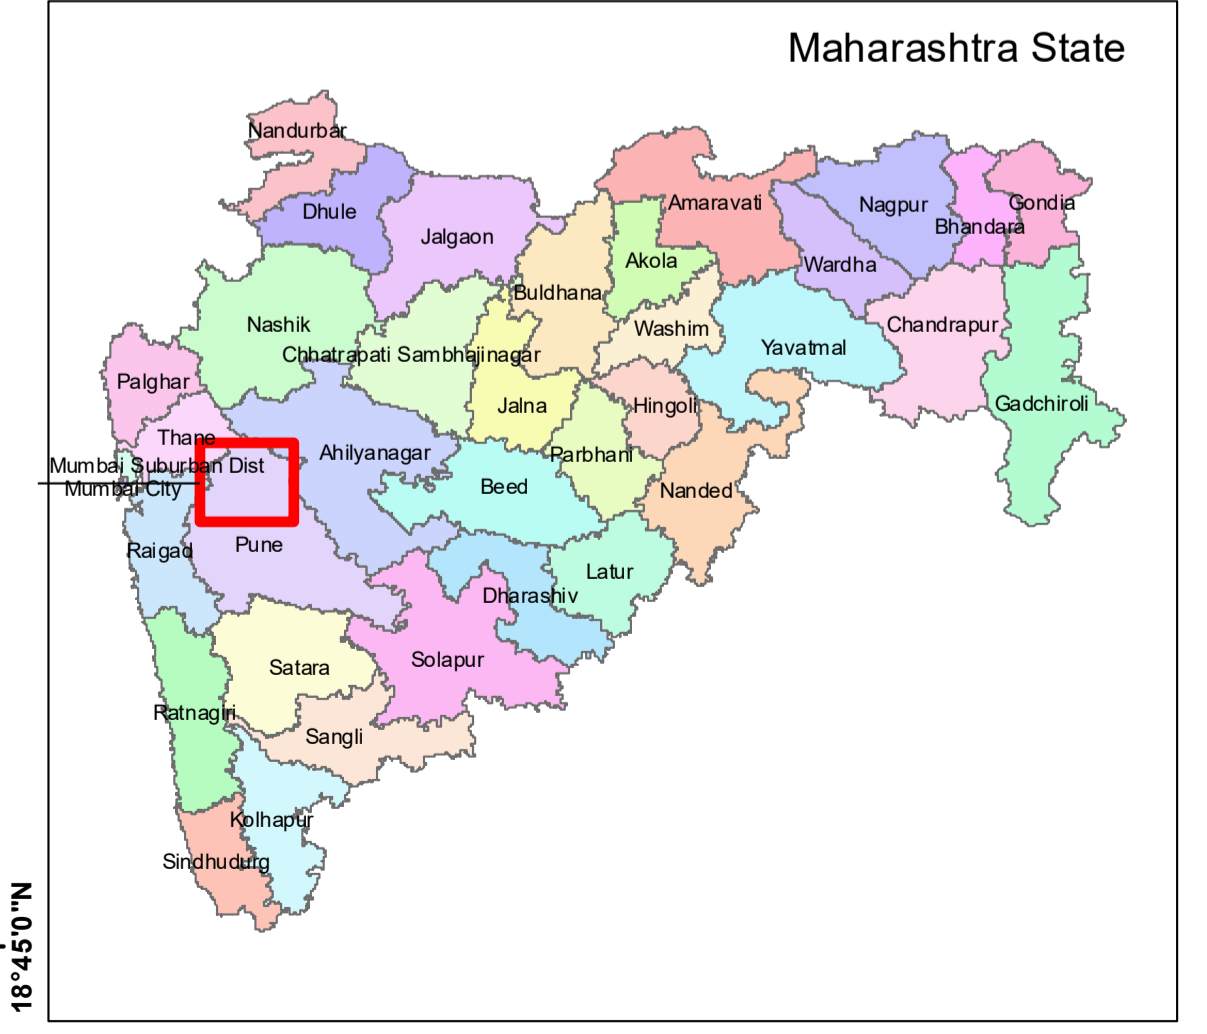 Maharashtra State
Nandurbar
Dhule
Jalgaon
Amaravati
Nagpur
Gondia
Bhandara
Akola
Wardha
Buldhana
Nashik
Washim
Chandrapur
Chhatrapati Sambhajinagar
Yavatmal
Palghar
Jalna
Hingoli
Gadchiroli
Thane
Ahilyanagar
Parbhani
Mumbai Suburban Dist
Mumbai City
Beed
Nanded
Raigad
Pune
Latur
Dharashiv
Satara
Solapur
Ratnagiri
Sangli
Kolhapur
Sindhudurg
18°45'0"N